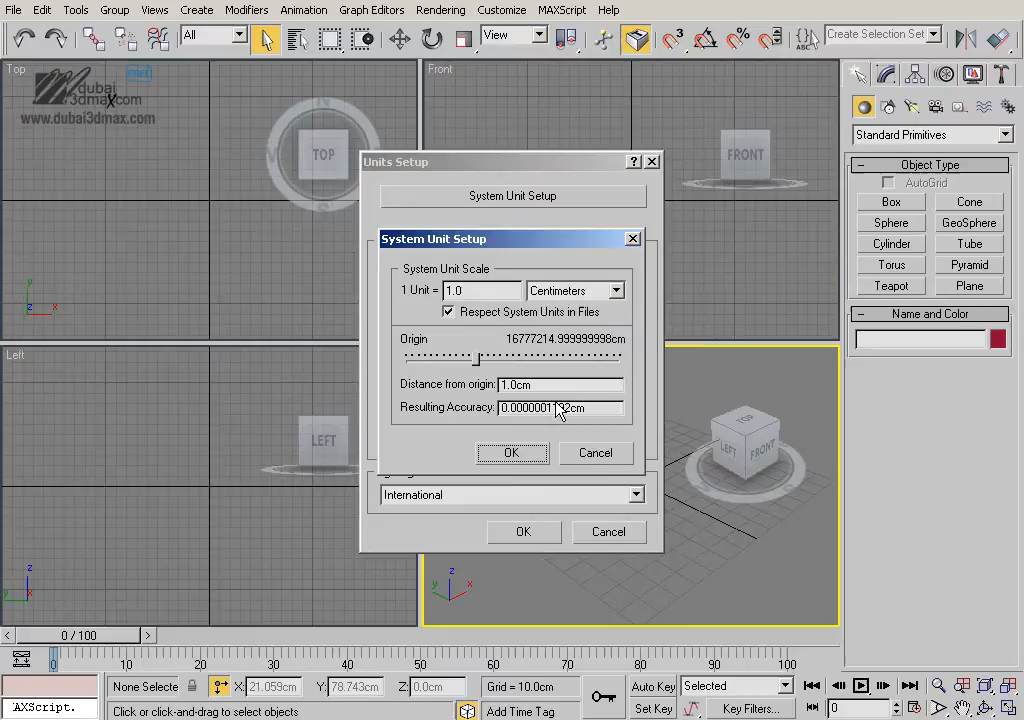 File Edit Tools Group Views Create Modifiers Animation Graph Editors Rendering Customize MAXScript Help
All View 3 Create Selection Set
Top Front
dubai
3dmax.com
www.dubai3dmax.com
TOP FRONT
Standard Primitives
Object Type
AutoGrid
Box Cone
Sphere GeoSphere
Cylinder Tube
Torus Pyramid
Teapot Plane
Name and Color
Units Setup
System Unit Setup
System Unit Setup
System Unit Scale
1 Unit = 1.0 Centimeters
Respect System Units in Files
Origin 16777214.999999998cm
Distance from origin: 1.0cm
Resulting Accuracy:
OK Cancel
International
OK Cancel
y
z x
Left
LEFT
TOP
LEFT FRONT
z
y x
z
y x
< 0 / 100 >
0 10 20 30 40 50 60 70 80 90 100
None Selecte X: 21.059cm Y: 78.743cm Z: 0.0cm Grid = 10.0cm Auto Key Selected
AXScript. Click or click-and-drag to select objects Add Time Tag Set Key Key Filters... 0